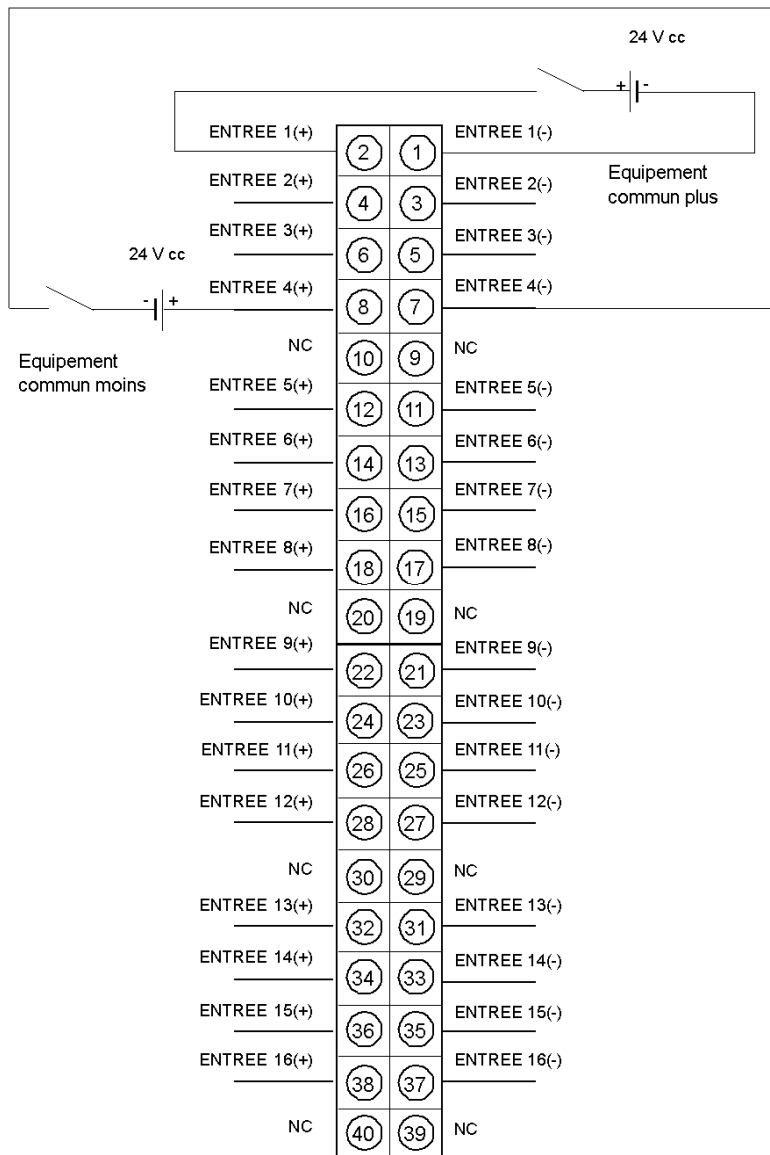 24 V cc
+ -
ENTREE 1(+) 2 1 ENTREE 1(-)
Equipement
commun plus
ENTREE 2(+) 4 3 ENTREE 2(-)
ENTREE 3(+) 6 5 ENTREE 3(-)
24 V cc
- +
ENTREE 4(+) 8 7 ENTREE 4(-)
Equipement
commun moins
NC 10 9 NC
ENTREE 5(+) 12 11 ENTREE 5(-)
ENTREE 6(+) 14 13 ENTREE 6(-)
ENTREE 7(+) 16 15 ENTREE 7(-)
ENTREE 8(+) 18 17 ENTREE 8(-)
NC 20 19 NC
ENTREE 9(+) 22 21 ENTREE 9(-)
ENTREE 10(+) 24 23 ENTREE 10(-)
ENTREE 11(+) 26 25 ENTREE 11(-)
ENTREE 12(+) 28 27 ENTREE 12(-)
NC 30 29 NC
ENTREE 13(+) 32 31 ENTREE 13(-)
ENTREE 14(+) 34 33 ENTREE 14(-)
ENTREE 15(+) 36 35 ENTREE 15(-)
ENTREE 16(+) 38 37 ENTREE 16(-)
NC 40 39 NC